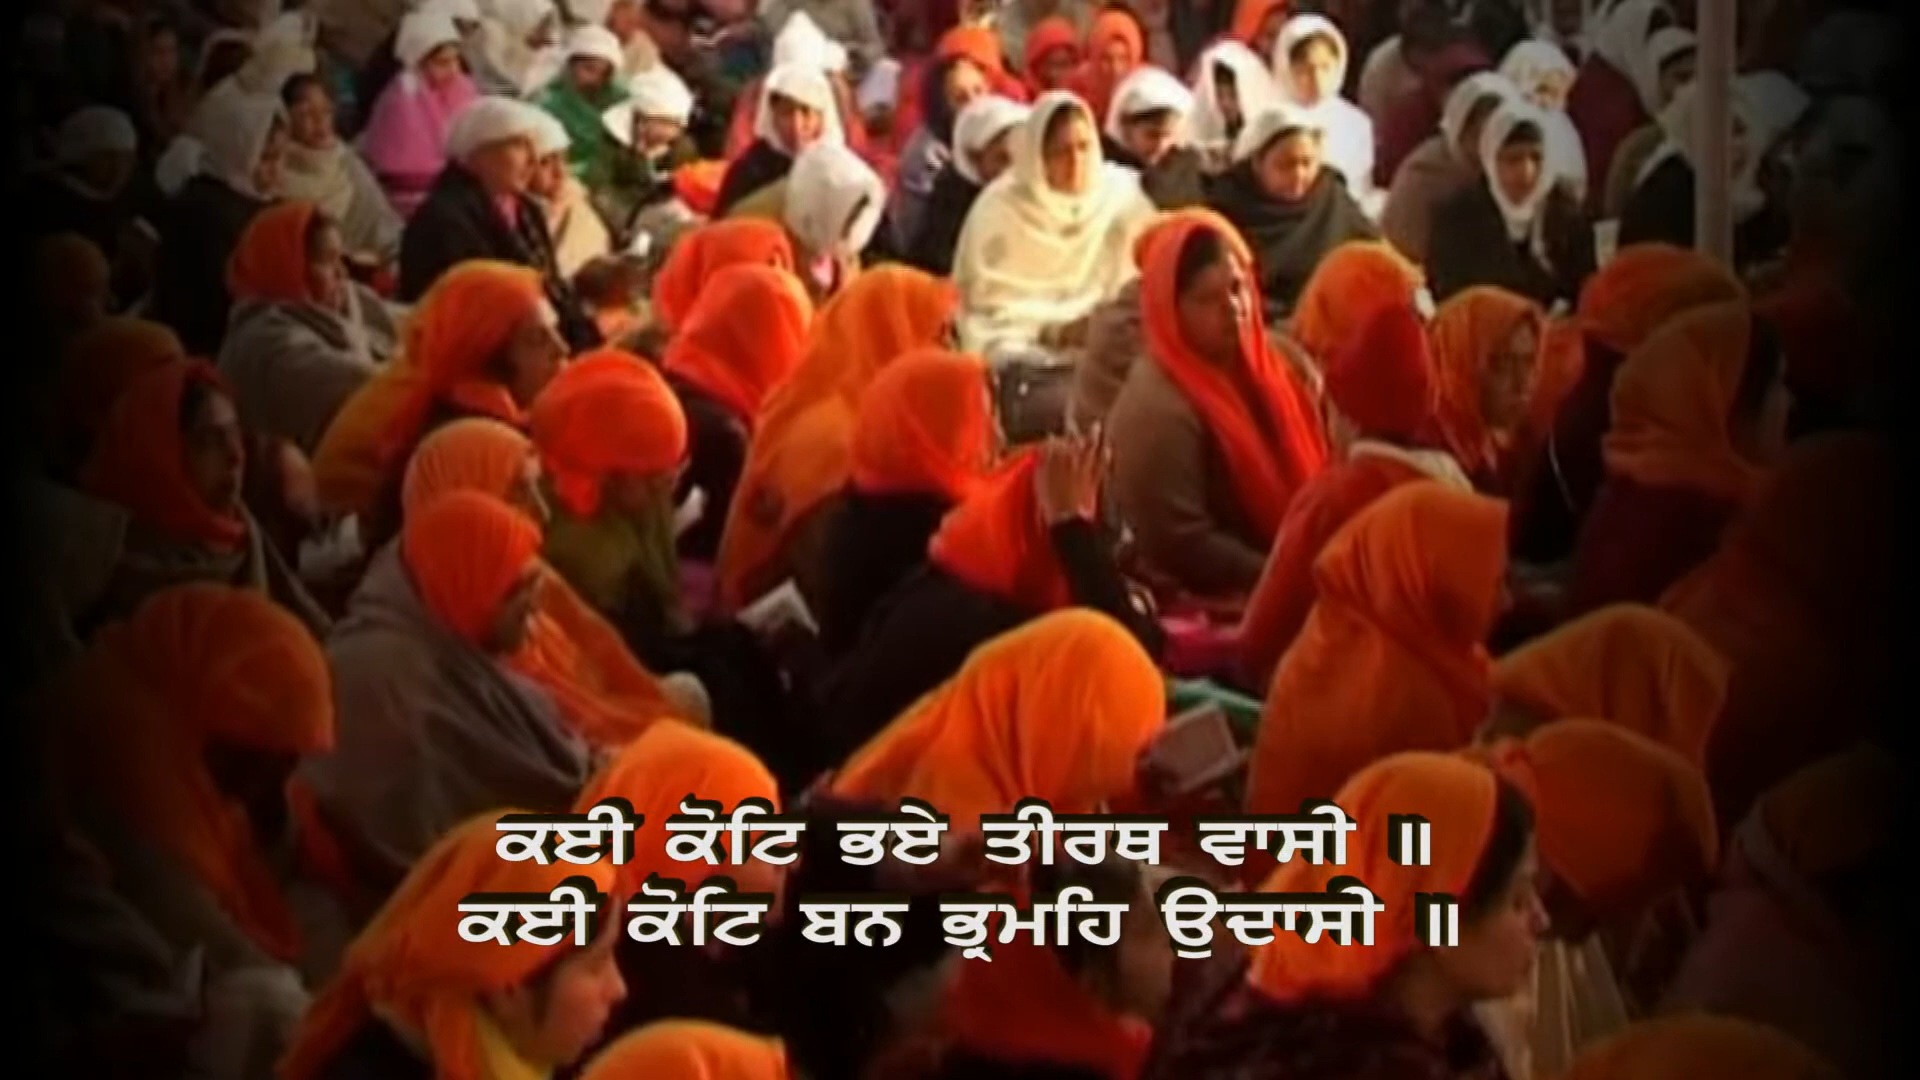 ਕਈ ਕੋਟਿ ਭਏ ਤੀਰਥ ਵਾਸੀ ॥
ਕਈ ਕੋਟਿ ਬਨ ਭ੍ਰਮਹਿ ਉਦਾਸੀ ॥